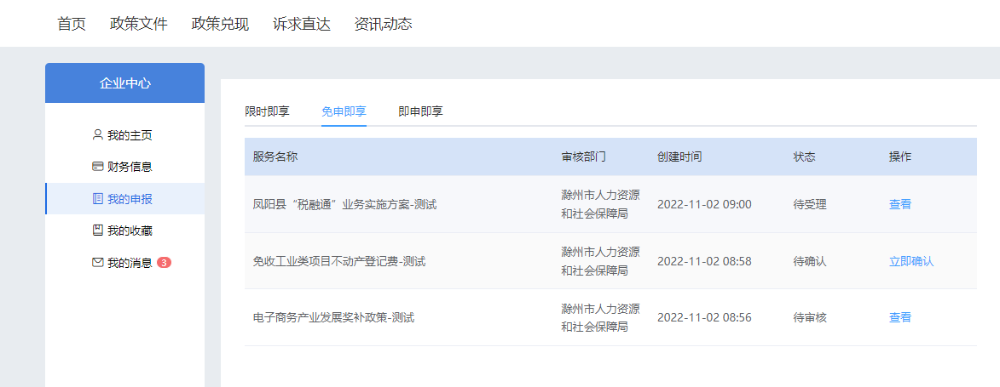 首页 政策文件 政策兑现 诉求直达 资讯动态
企业中心
我的主页
财务信息
我的申报
我的收藏
我的消息 3
限时即享 免申即享 即申即享
服务名称 审核部门 创建时间 状态 操作
凤阳县“税融通”业务实施方案-测试 滁州市人力资源 2022-11-02 09:00 待受理 查看
和社会保障局
免收工业类项目不动产登记费-测试 滁州市人力资源 2022-11-02 08:58 待确认 立即确认
和社会保障局
电子商务产业发展奖补政策-测试 滁州市人力资源 2022-11-02 08:56 待审核 查看
和社会保障局